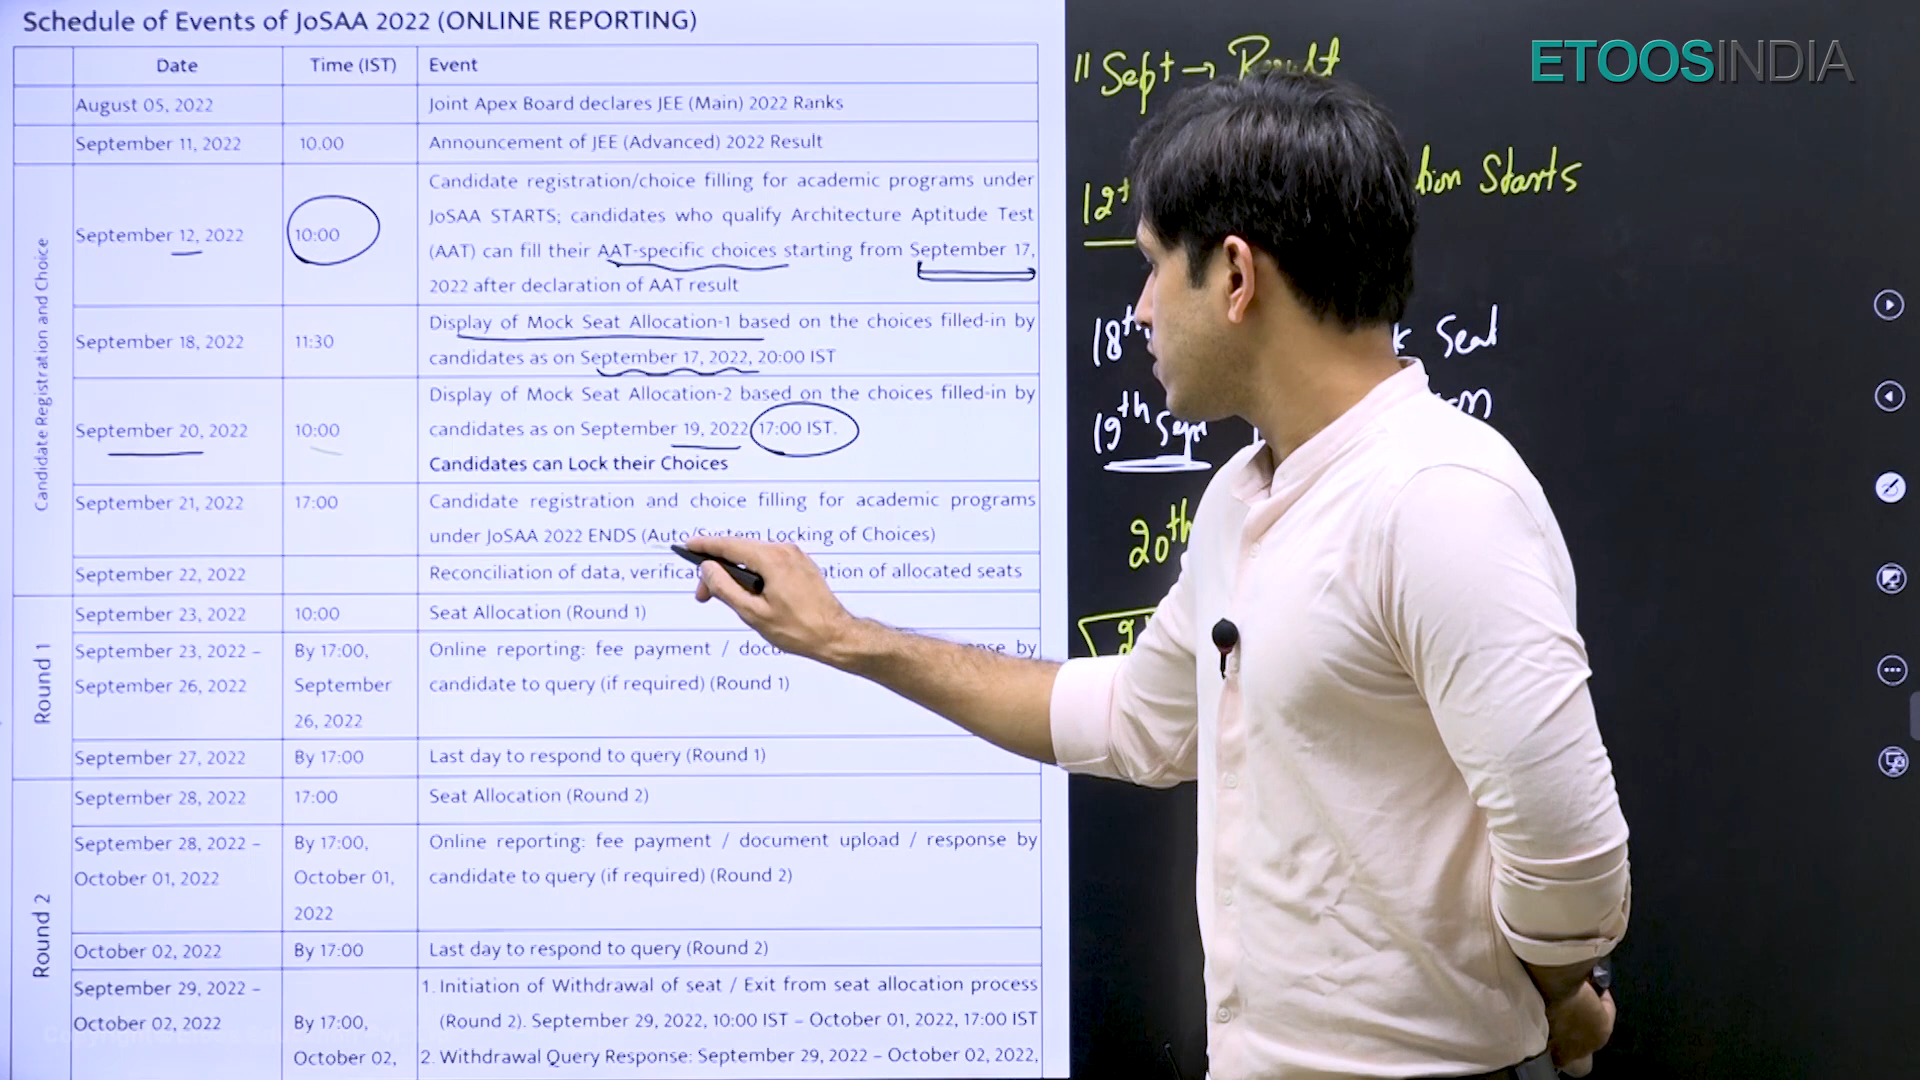 Schedule of Events of JoSAA 2022 (ONLINE REPORTING)
Date Time (IST) Event
August 05, 2022 Joint Apex Board declares JEE (Main) 2022 Ranks
September 11, 2022 10.00 Announcement of JEE (Advanced) 2022 Result
Candidate Registration and Choice
September 12, 2022 10:00
Candidate registration/choice filling for academic programs under
JoSAA STARTS; candidates who qualify Architecture Aptitude Test
(AAT) can fill their AAT-specific choices starting from September 17,
2022 after declaration of AAT result
September 18, 2022 11:30
Display of Mock Seat Allocation-1 based on the choices filled-in by
candidates as on September 17, 2022, 20:00 IST
September 20, 2022 10:00
Display of Mock Seat Allocation-2 based on the choices filled-in by
candidates as on September 19, 2022 17:00 IST.
Candidates can Lock their Choices
September 21, 2022 17:00
Candidate registration and choice filling for academic programs
under JoSAA 2022 ENDS (Auto/System Locking of Choices)
September 22, 2022 Reconciliation of data, of allocated seats
Round 1
September 23, 2022 10:00 Seat Allocation (Round 1)
September 23, 2022 –
September 26, 2022
By 17:00,
September
26, 2022
Online reporting: fee payment / by
candidate to query (if required) (Round 1)
September 27, 2022 By 17:00 Last day to respond to query (Round 1)
Round 2
September 28, 2022 17:00 Seat Allocation (Round 2)
September 28, 2022 –
October 01, 2022
By 17:00,
October 01,
2022
Online reporting: fee payment / document upload / response by
candidate to query (if required) (Round 2)
October 02, 2022 By 17:00 Last day to respond to query (Round 2)
September 29, 2022 –
October 02, 2022
By 17:00,
October 02,
1. Initiation of Withdrawal of seat / Exit from seat allocation process
(Round 2). September 29, 2022, 10:00 IST – October 01, 2022, 17:00 IST
2. Withdrawal Query Response: September 29, 2022 – October 02, 2022,
11 Sept → Result
12th Starts
18th Seat
19th Sept
20th
ETOOSINDIA